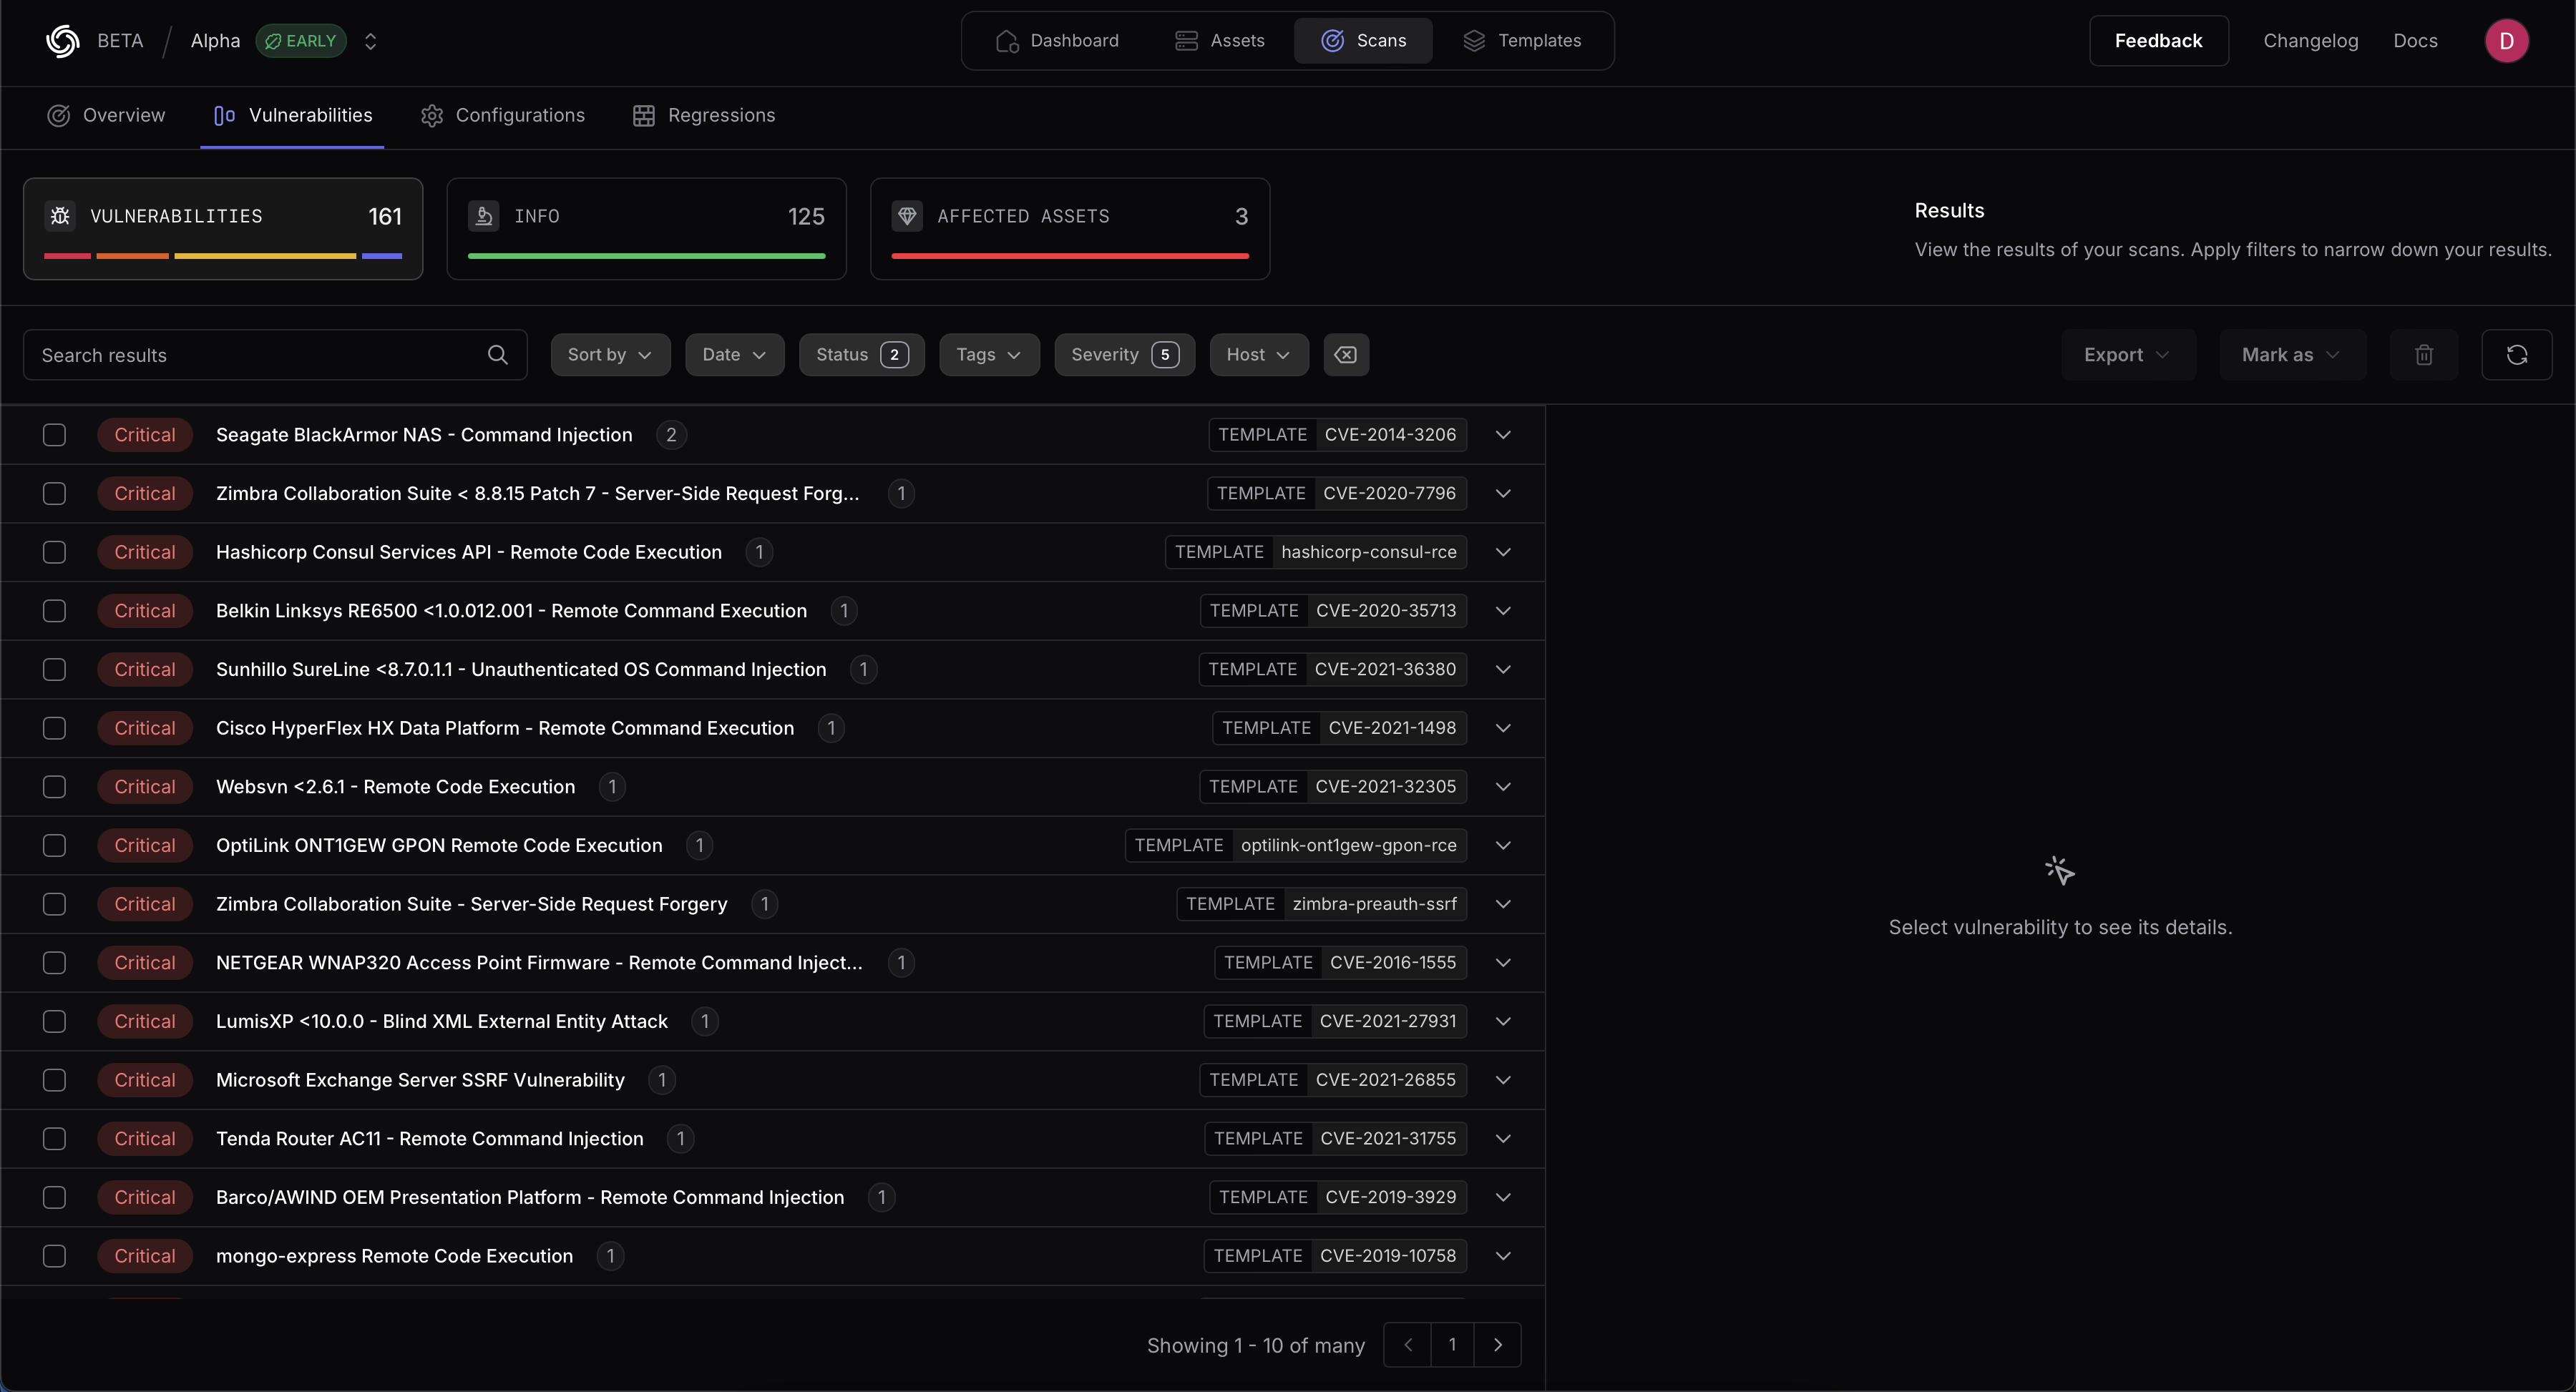 BETA / Alpha EARLY Dashboard Assets Scans Templates Feedback Changelog Docs D
Overview Vulnerabilities Configurations Regressions
VULNERABILITIES 161 INFO 125 AFFECTED ASSETS 3
Results
View the results of your scans. Apply filters to narrow down your results.
Search results Sort by Date Status 2 Tags Severity 5 Host Export Mark as
Critical Seagate BlackArmor NAS - Command Injection 2 TEMPLATE CVE-2014-3206
Critical Zimbra Collaboration Suite < 8.8.15 Patch 7 - Server-Side Request Forg... 1 TEMPLATE CVE-2020-7796
Critical Hashicorp Consul Services API - Remote Code Execution 1 TEMPLATE hashicorp-consul-rce
Critical Belkin Linksys RE6500 <1.0.012.001 - Remote Command Execution 1 TEMPLATE CVE-2020-35713
Critical Sunhillo SureLine <8.7.0.1.1 - Unauthenticated OS Command Injection 1 TEMPLATE CVE-2021-36380
Critical Cisco HyperFlex HX Data Platform - Remote Command Execution 1 TEMPLATE CVE-2021-1498
Critical Websvn <2.6.1 - Remote Code Execution 1 TEMPLATE CVE-2021-32305
Critical OptiLink ONT1GEW GPON Remote Code Execution 1 TEMPLATE optilink-ont1gew-gpon-rce
Critical Zimbra Collaboration Suite - Server-Side Request Forgery 1 TEMPLATE zimbra-preauth-ssrf
Critical NETGEAR WNAP320 Access Point Firmware - Remote Command Inject... 1 TEMPLATE CVE-2016-1555
Critical LumisXP <10.0.0 - Blind XML External Entity Attack 1 TEMPLATE CVE-2021-27931
Critical Microsoft Exchange Server SSRF Vulnerability 1 TEMPLATE CVE-2021-26855
Critical Tenda Router AC11 - Remote Command Injection 1 TEMPLATE CVE-2021-31755
Critical Barco/AWIND OEM Presentation Platform - Remote Command Injection 1 TEMPLATE CVE-2019-3929
Critical mongo-express Remote Code Execution 1 TEMPLATE CVE-2019-10758
Select vulnerability to see its details.
Showing 1 - 10 of many 1